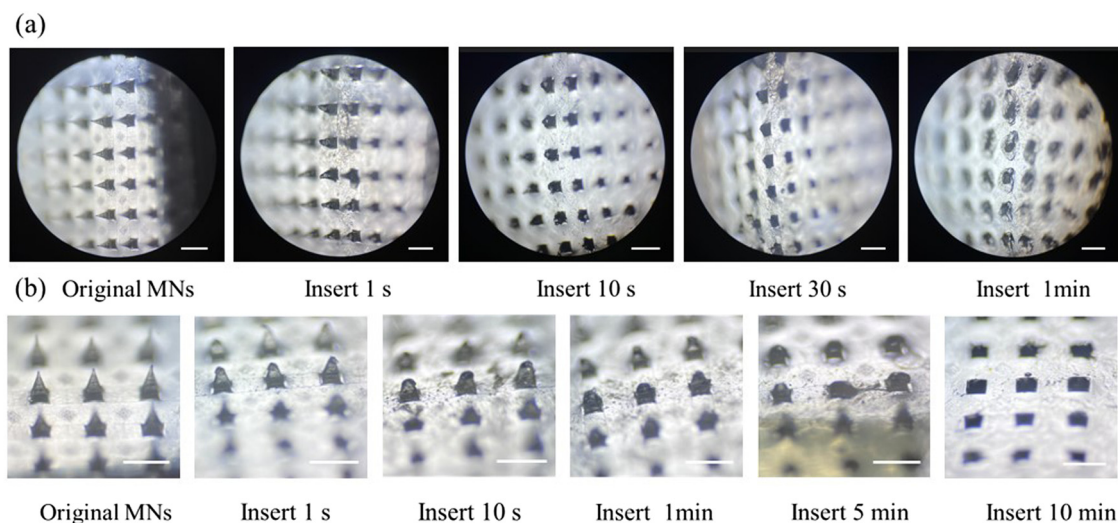 (a)
Original MNs Insert 1 s Insert 10 s Insert 30 s Insert 1min
(b)
Original MNs Insert 1 s Insert 10 s Insert 1min Insert 5 min Insert 10 min